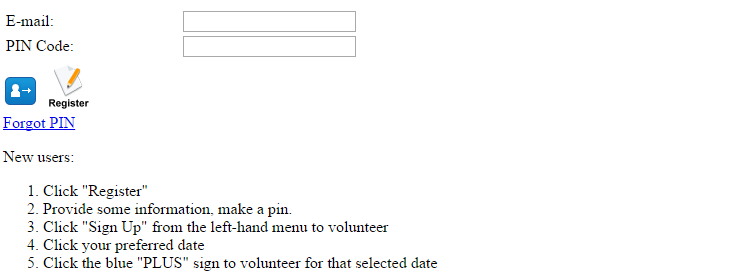 E-mail:
PIN Code:
Register
Forgot PIN
New users:
1. Click "Register"
2. Provide some information, make a pin.
3. Click "Sign Up" from the left-hand menu to volunteer
4. Click your preferred date
5. Click the blue "PLUS" sign to volunteer for that selected date